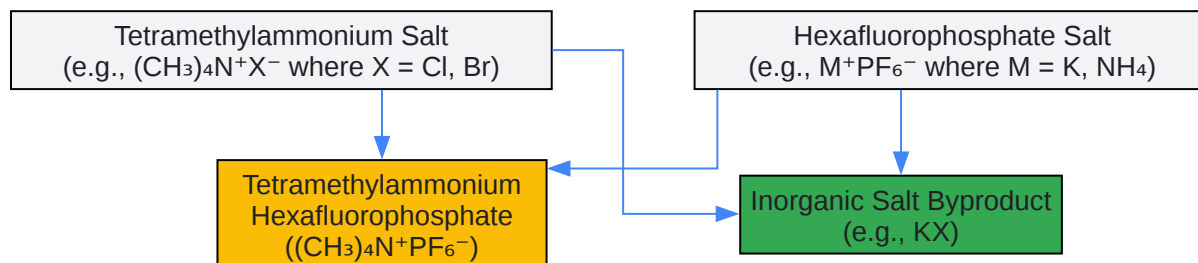 Tetramethylammonium Salt
(e.g., (CH₃)₄N⁺X⁻ where X = Cl, Br)
Hexafluorophosphate Salt
(e.g., M⁺PF₆⁻ where M = K, NH₄)
Tetramethylammonium
Hexafluorophosphate
((CH₃)₄N⁺PF₆⁻)
Inorganic Salt Byproduct
(e.g., KX)